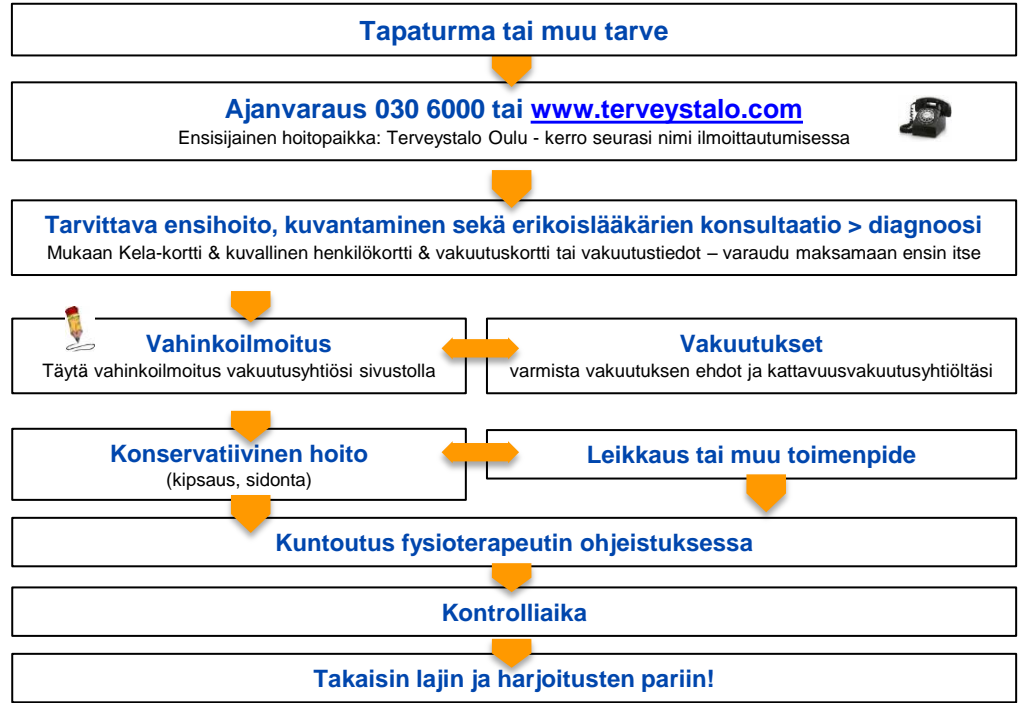 Tapaturma tai muu tarve
Ajanvaraus 030 6000 tai www.terveystalo.com
Ensisijainen hoitopaikka: Terveystalo Oulu - kerro seurasi nimi ilmoittautumisessa
Tarvittava ensihoito, kuvantaminen sekä erikoislääkärien konsultaatio > diagnoosi
Mukaan Kela-kortti & kuvallinen henkilökortti & vakuutuskortti tai vakuutustiedot – varaudu maksamaan ensin itse
Vahinkoilmoitus
Täytä vahinkoilmoitus vakuutusyhtiösi sivustolla
Vakuutukset
varmista vakuutuksen ehdot ja kattavuusvakuutusyhtiöltäsi
Konservatiivinen hoito
(kipsaus, sidonta)
Leikkaus tai muu toimenpide
Kuntoutus fysioterapeutin ohjeistuksessa
Kontrolliaika
Takaisin lajin ja harjoitusten pariin!